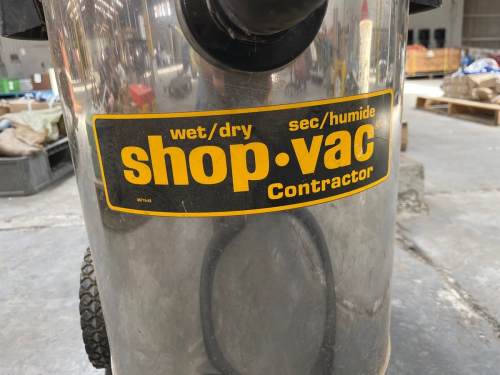 wet/dry sec/humide
shop·vac
Contractor